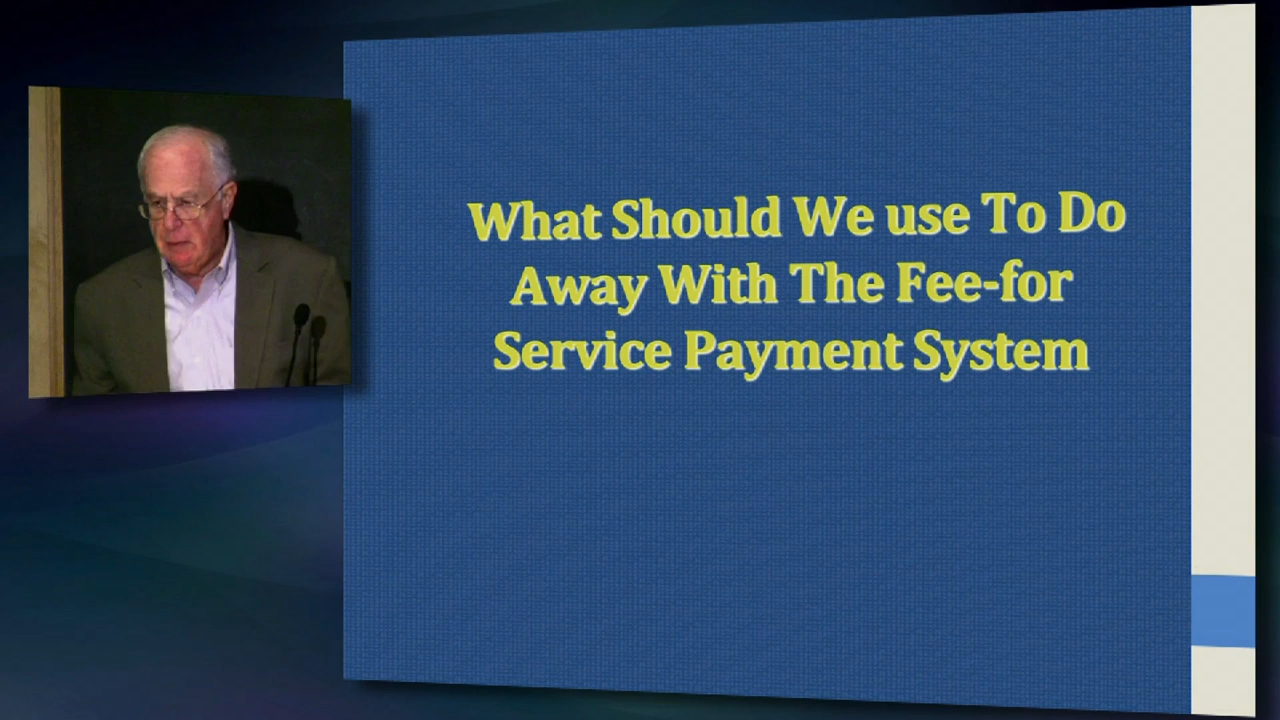 What Should We use To Do
Away With The Fee-for
Service Payment System